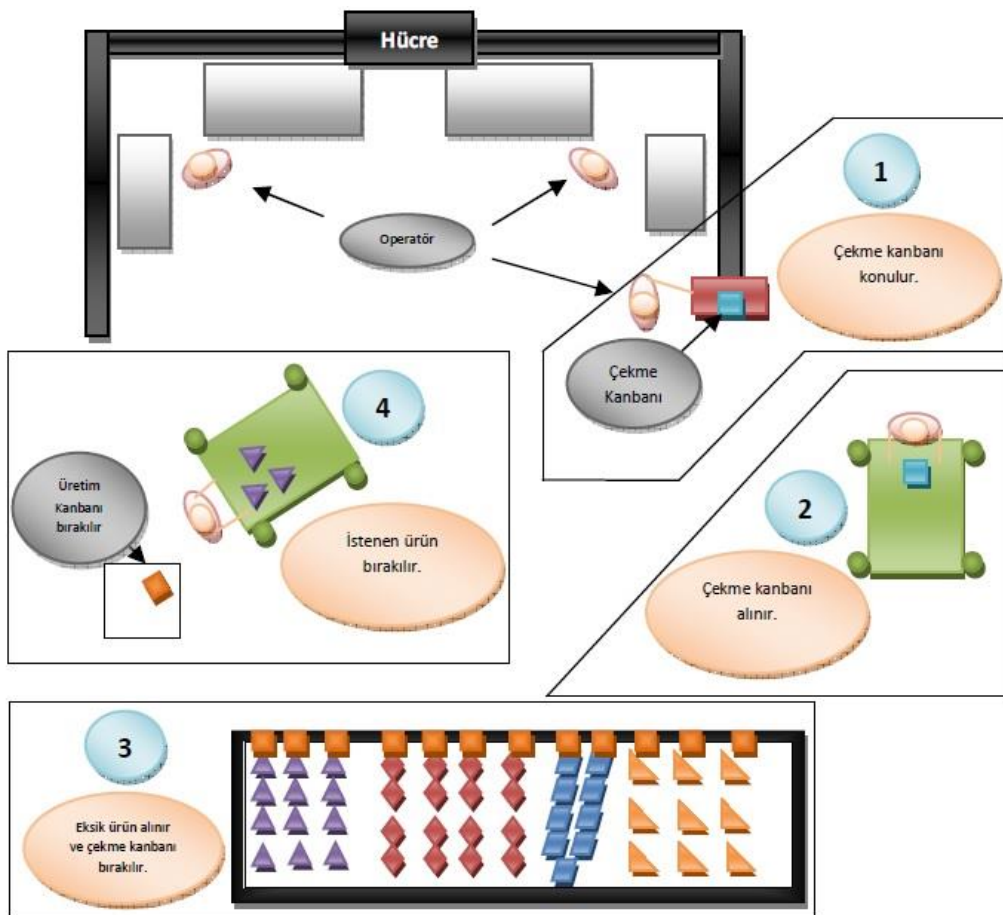 Hücre
Operatör
1
Çekme kanbanı
konulur.
Çekme
Kanbanı
2
Çekme kanbanı
alınır.
4
Üretim
Kanbanı
bırakılır
İstenen ürün
bırakılır.
3
Eksik ürün alınır
ve çekme kanbanı
bırakılır.